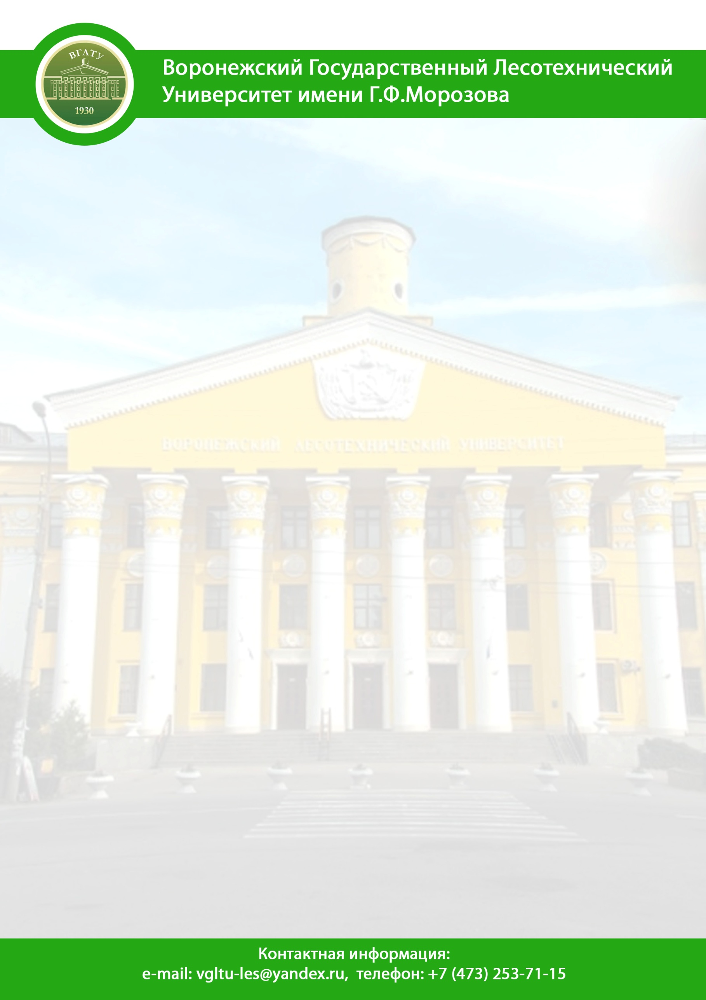 ВГЛТУ
1930
Воронежский Государственный Лесотехнический
Университет имени Г.Ф.Морозова
ВОРОНЕЖСКИЙ ЛЕСОТЕХНИЧЕСКИЙ УНИВЕРСИТЕТ
Контактная информация:
e-mail: vgltu-les@yandex.ru, телефон: +7 (473) 253-71-15